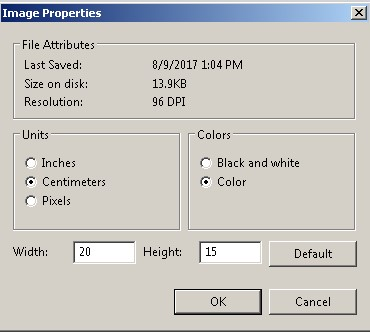 Image Properties
File Attributes
Last Saved: 8/9/2017 1:04 PM
Size on disk: 13.9KB
Resolution: 96 DPI
Units
Inches
Centimeters
Pixels
Colors
Black and white
Color
Width: 20 Height: 15 Default
OK Cancel